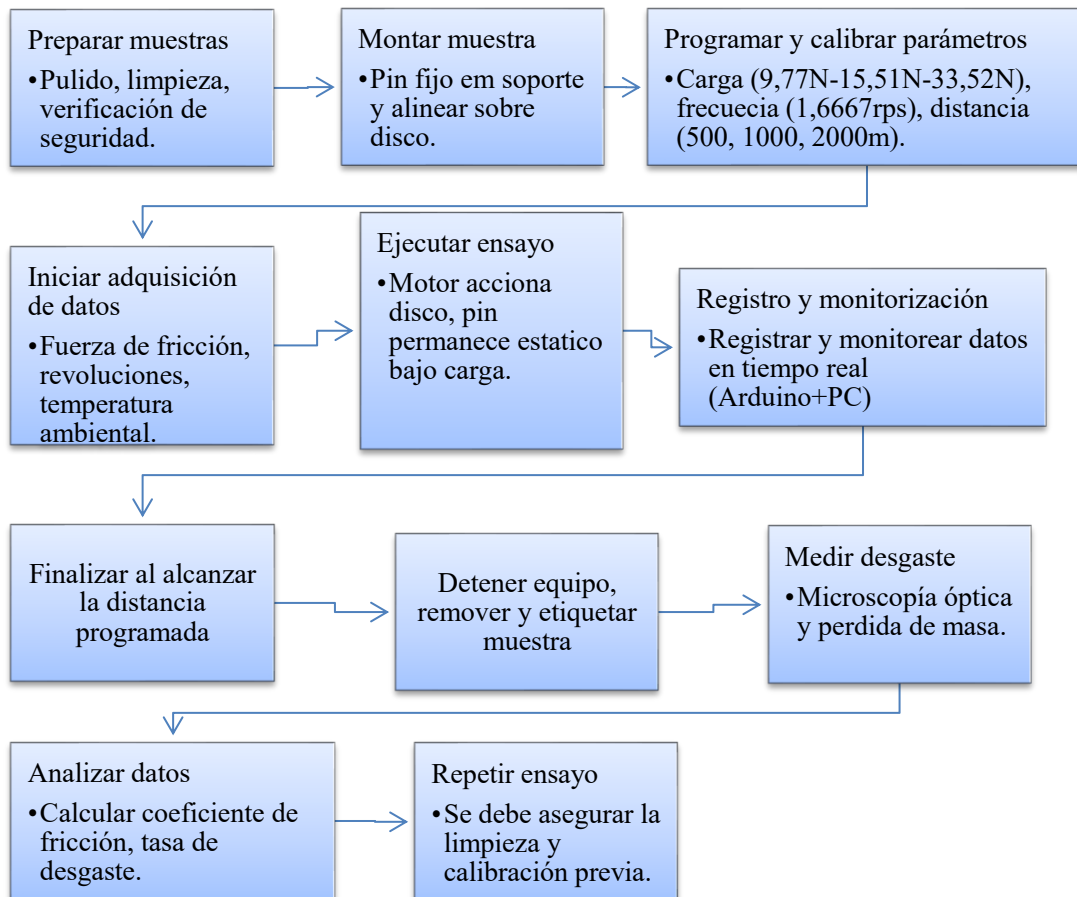 Preparar muestras
•Pulido, limpieza,
verificación de
seguridad.
Montar muestra
•Pin fijo em soporte
y alinear sobre
disco.
Programar y calibrar parámetros
•Carga (9,77N-15,51N-33,52N),
frecuecia (1,6667rps), distancia
(500, 1000, 2000m).
Iniciar adquisición
de datos
•Fuerza de fricción,
revoluciones,
temperatura
ambiental.
Ejecutar ensayo
•Motor acciona
disco, pin
permanece estatico
bajo carga.
Registro y monitorización
•Registrar y monitorear datos
en tiempo real
(Arduino+PC)
Finalizar al alcanzar
la distancia
programada
Detener equipo,
remover y etiquetar
muestra
Medir desgaste
•Microscopía óptica
y perdida de masa.
Analizar datos
•Calcular coeficiente de
fricción, tasa de
desgaste.
Repetir ensayo
•Se debe asegurar la
limpieza y
calibración previa.